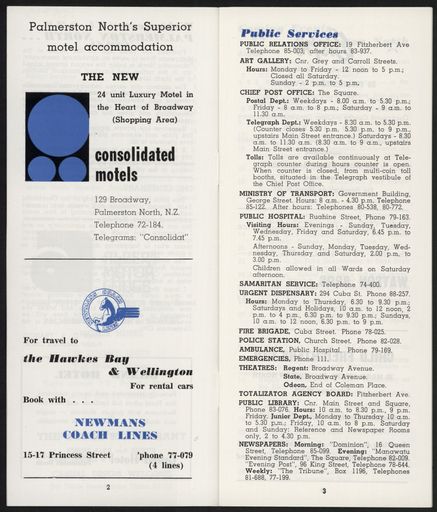 Palmerston North's Superior
motel accommodation
THE NEW
24 unit Luxury Motel in
the Heart of Broadway
(Shopping Area)
consolidated
motels
129 Broadway,
Palmerston North, N.Z.
Telephone 72-184.
Telegrams: "Consolidat"
For travel to
the Hawkes Bay
& Wellington
For rental cars
Book with . . .
NEWMANS
COACH LINES
15-17 Princess Street 'phone 77-079
(4 lines)
2
Public Services
PUBLIC RELATIONS OFFICE: 19 Fitzherbert Ave
Telephone 85-003; after hours 83-937.
ART GALLERY: Cnr. Grey and Carroll Streets.
Hours: Monday to Friday - 12 noon to 5 p.m.;
Closed all Saturday.
Sunday - 2 p.m. to 5 p.m.
CHIEF POST OFFICE: The Square.
Postal Dept.: Weekdays - 8.00 a.m. to 5.30 p.m.;
Friday - 8 a.m. to 8 p.m.; Saturday - 9 a.m. to
11.30 a.m.
Telegraph Dept.: Weekdays - 8.30 a.m. to 5.30 p.m.
(Counter closes 5.30 p.m. 5.30 p.m. to 9 p.m.,
upstairs Main Street entrance.) Saturdays - 8.30
a.m. to 11.30 a.m. (8.30 a.m. to 9 a.m., upstairs
Main Street entrance.)
Tolls: Tolls are available continuously at Tele-
graph counter during hours counter is open.
When counter is closed, from multi-coin toll
booths, situated in the Telegraph vestibule of
the Chief Post Office.
MINISTRY OF TRANSPORT: Government Building,
George Street. Hours: 8 a.m. - 4.30 p.m. Telephone
85-122. After hours: Telephones 80-538, 80-772.
PUBLIC HOSPITAL: Ruahine Street, Phone 79-163.
Visiting Hours: Evenings - Sunday, Tuesday,
Wednesday, Friday and Saturday, 6.45 p.m. to
7.45 p.m.
Afternoons - Sunday, Monday, Tuesday, Wed-
nesday, Thursday and Saturday, 2.00 p.m. to
3.00 p.m.
Children allowed in all Wards on Saturday
afternoon.
SAMARITAN SERVICE: Telephone 74-400.
URGENT DISPENSARY: 294 Cuba St. Phone 88-257.
Hours: Monday to Thursday, 6.30 to 9.30 p.m.;
Saturdays and Holidays, 10 a.m. to 12 noon, 2
p.m. to 4 p.m., 6.30 p.m. to 9.30 p.m.; Sundays,
10 a.m. to 12 noon, 6.30 p.m. to 9 p.m.
FIRE BRIGADE, Cuba Street. Phone 78-025.
POLICE STATION, Church Street. Phone 82-028.
AMBULANCE, Public Hospital. Phone 79-169.
EMERGENCIES, Phone 111.
THEATRES: Regent: Broadway Avenue.
State, Broadway Avenue.
Odeon, End of Coleman Place.
TOTALIZATOR AGENCY BOARD: Fitzherbert Ave.
PUBLIC LIBRARY: Cnr. Main Street and Square,
Phone 83-076. Hours: 10 a.m. to 8.30 p.m., 9 p.m.
Friday. Junior Dept., Monday to Thursday 10 a.m.
to 5.30 p.m.; Friday, 10 a.m. to 8 p.m. Saturday
and Sunday: Reference and Newspaper Rooms
only, 2 to 4.30 p.m.
NEWSPAPERS: Morning: "Dominion", 16 Queen
Street, Telephone 85-099. Evening: "Manawatu
Evening Standard", The Square, Telephone 82-009.
"Evening Post", 96 King Street, Telephone 78-644.
Weekly: "The Tribune", Box 1196, Telephones
81-688, 77-199.
3